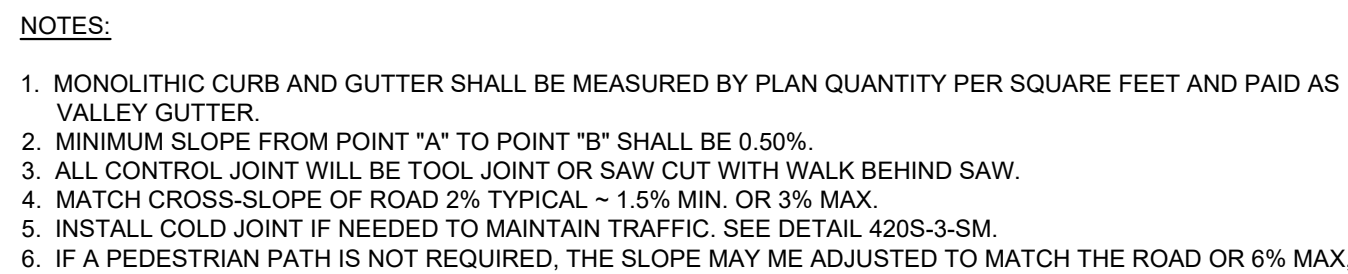 NOTES:
1. MONOLITHIC CURB AND GUTTER SHALL BE MEASURED BY PLAN QUANTITY PER SQUARE FEET AND PAID AS
VALLEY GUTTER.
2. MINIMUM SLOPE FROM POINT "A" TO POINT "B" SHALL BE 0.50%.
3. ALL CONTROL JOINT WILL BE TOOL JOINT OR SAW CUT WITH WALK BEHIND SAW.
4. MATCH CROSS-SLOPE OF ROAD 2% TYPICAL ~ 1.5% MIN. OR 3% MAX.
5. INSTALL COLD JOINT IF NEEDED TO MAINTAIN TRAFFIC. SEE DETAIL 420S-3-SM.
6. IF A PEDESTRIAN PATH IS NOT REQUIRED, THE SLOPE MAY ME ADJUSTED TO MATCH THE ROAD OR 6% MAX.